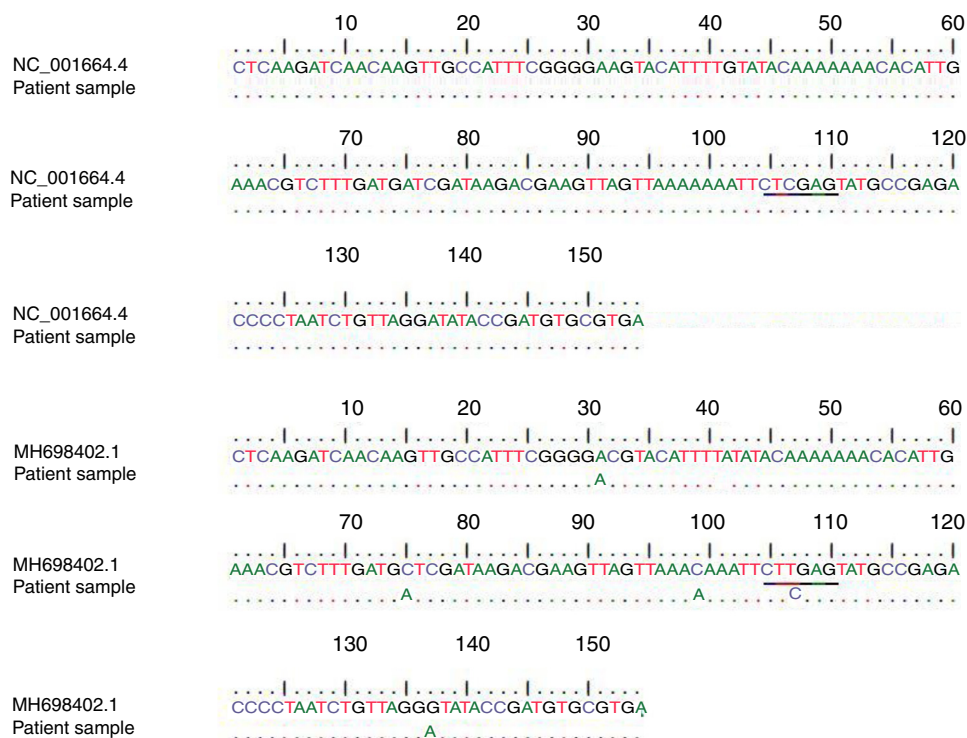 10 20 30 40 50 60
NC_001664.4 CTCAAGATCAACAAGTTGCCATTTCGGGGAAGTACATTTTGTATACAAAAAAACACATTG
Patient sample
70 80 90 100 110 120
NC_001664.4 AAACGTCTTTGATGATCGATAAGACGAAGTTAGTTAAAAAAATTCTCGAGTATGCCGAGA
Patient sample
130 140 150
NC_001664.4 CCCCTAATCTGTTAGGATATACCGATGTGCGTGA
Patient sample
10 20 30 40 50 60
MH698402.1 CTCAAGATCAACAAGTTGCCATTTCGGGGACGTACATTTTATATACAAAAAAACACATTG
Patient sample A
70 80 90 100 110 120
MH698402.1 AAACGTCTTTGATGCTCGATAAGACGAAGTTAGTTAAACAAATTCTTGAGTATGCCGAGA
Patient sample A A C
130 140 150
MH698402.1 CCCCTAATCTGTTAGGGTATACCGATGTGCGTGA
Patient sample A